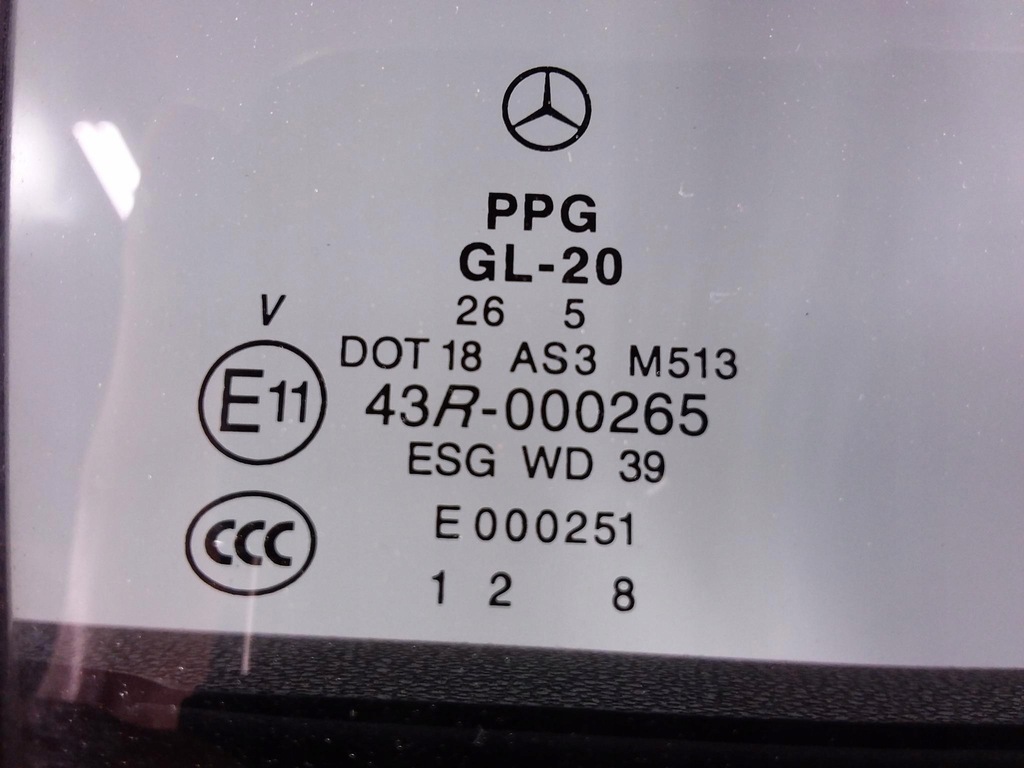 PPG
GL-20
26 5
V
DOT 18 AS3 M513
E11 43R-000265
ESG WD 39
CCC E000251
1 2 8